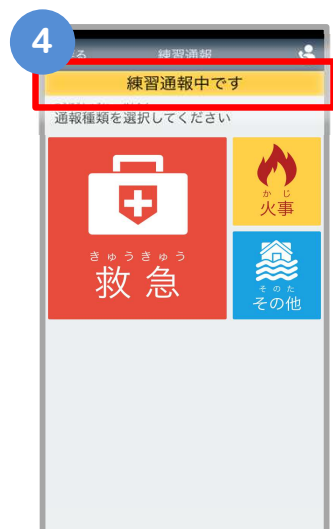 4
戻る 練習通報
練習通報中です
通報種類を選択してください
きゅうきゅう
救急
かじ
火事
そのた
その他